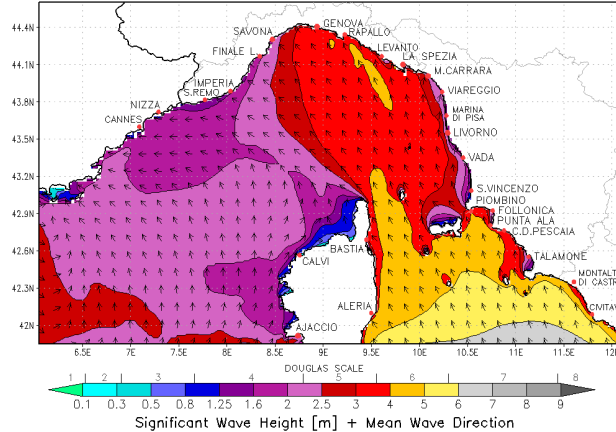 44.4N
44.1N
43.8N
43.5N
43.2N
42.9N
42.6N
42.3N
42N
GENOVA
SAVONA
RAPALLO
FINALE L.
LEVANTO
LA SPEZIA
M.CARRARA
IMPERIA
S.REMO
VIAREGGIO
NIZZA
MARINA
DI PISA
CANNES
LIVORNO
VADA
S.VINCENZO
PIOMBINO
FOLLONICA
PUNTA ALA
C.D.PESCAIA
BASTIA
CALVI
TALAMONE
MONTALT
DI CASTR
ALERIA
CIVITAV
AJACCIO
6.5E 7E 7.5E 8E 8.5E 9E 9.5E 10E 10.5E 11E 11.5E
DOUGLAS SCALE
1 2 3 4 5 6 7 8
0.1 0.3 0.5 0.8 1.25 1.6 2 2.5 3 4 5 6 7 8 9
Significant Wave Height [m] + Mean Wave Direction